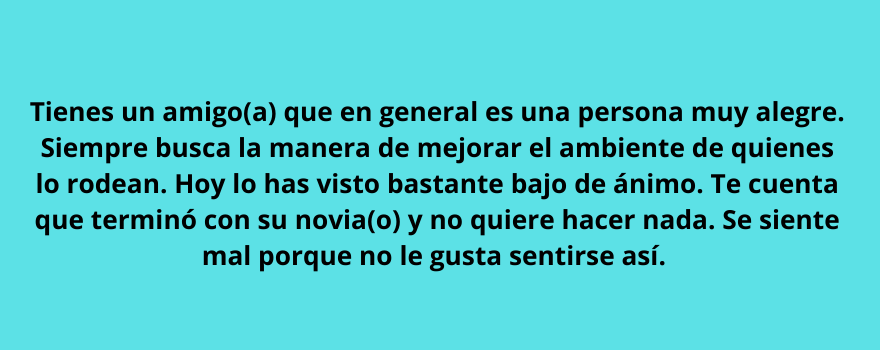 Tienes un amigo(a) que en general es una persona muy alegre.
Siempre busca la manera de mejorar el ambiente de quienes
lo rodean. Hoy lo has visto bastante bajo de ánimo. Te cuenta
que terminó con su novia(o) y no quiere hacer nada. Se siente
mal porque no le gusta sentirse así.